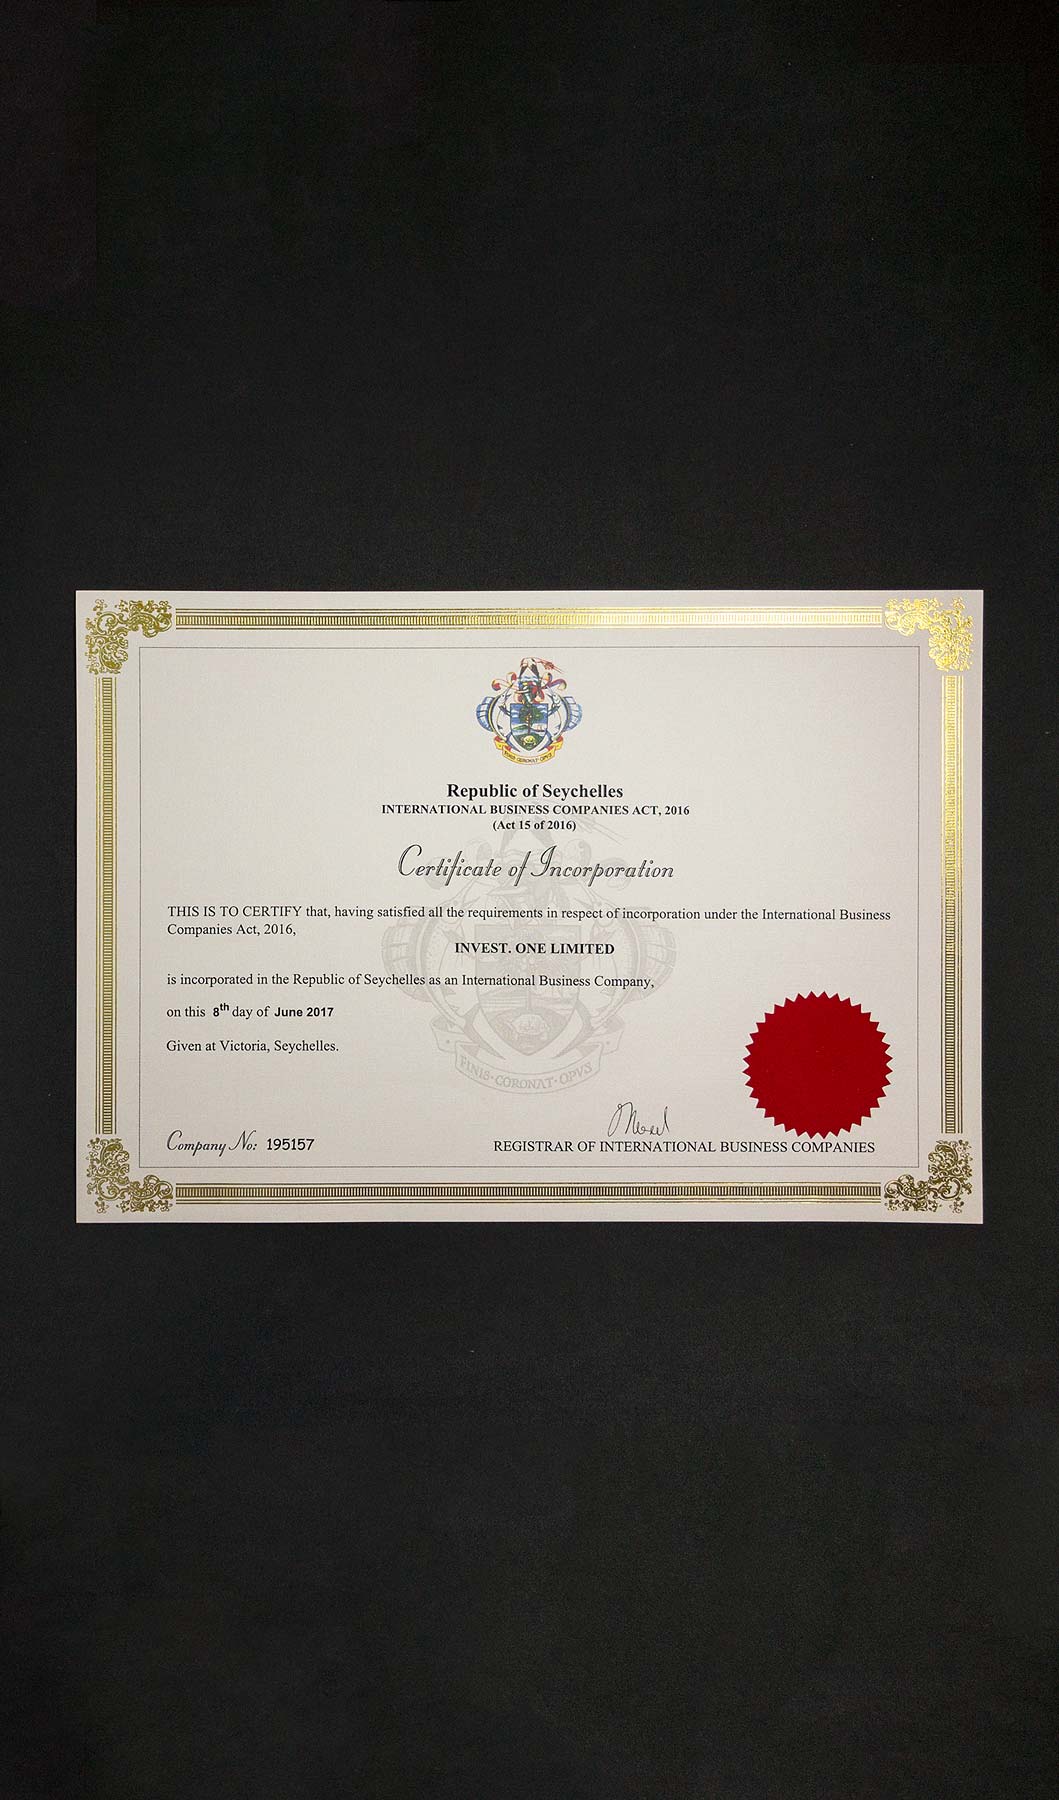 FINIS CORONAT OPVS
Republic of Seychelles
INTERNATIONAL BUSINESS COMPANIES ACT, 2016
(Act 15 of 2016)
Certificate of Incorporation
THIS IS TO CERTIFY that, having satisfied all the requirements in respect of incorporation under the International Business
Companies Act, 2016,
INVEST. ONE LIMITED
is incorporated in the Republic of Seychelles as an International Business Company,
on this 8th day of June 2017
Given at Victoria, Seychelles.
FINIS·CORONAT·OPVS
Company No: 195157
REGISTRAR OF INTERNATIONAL BUSINESS COMPANIES